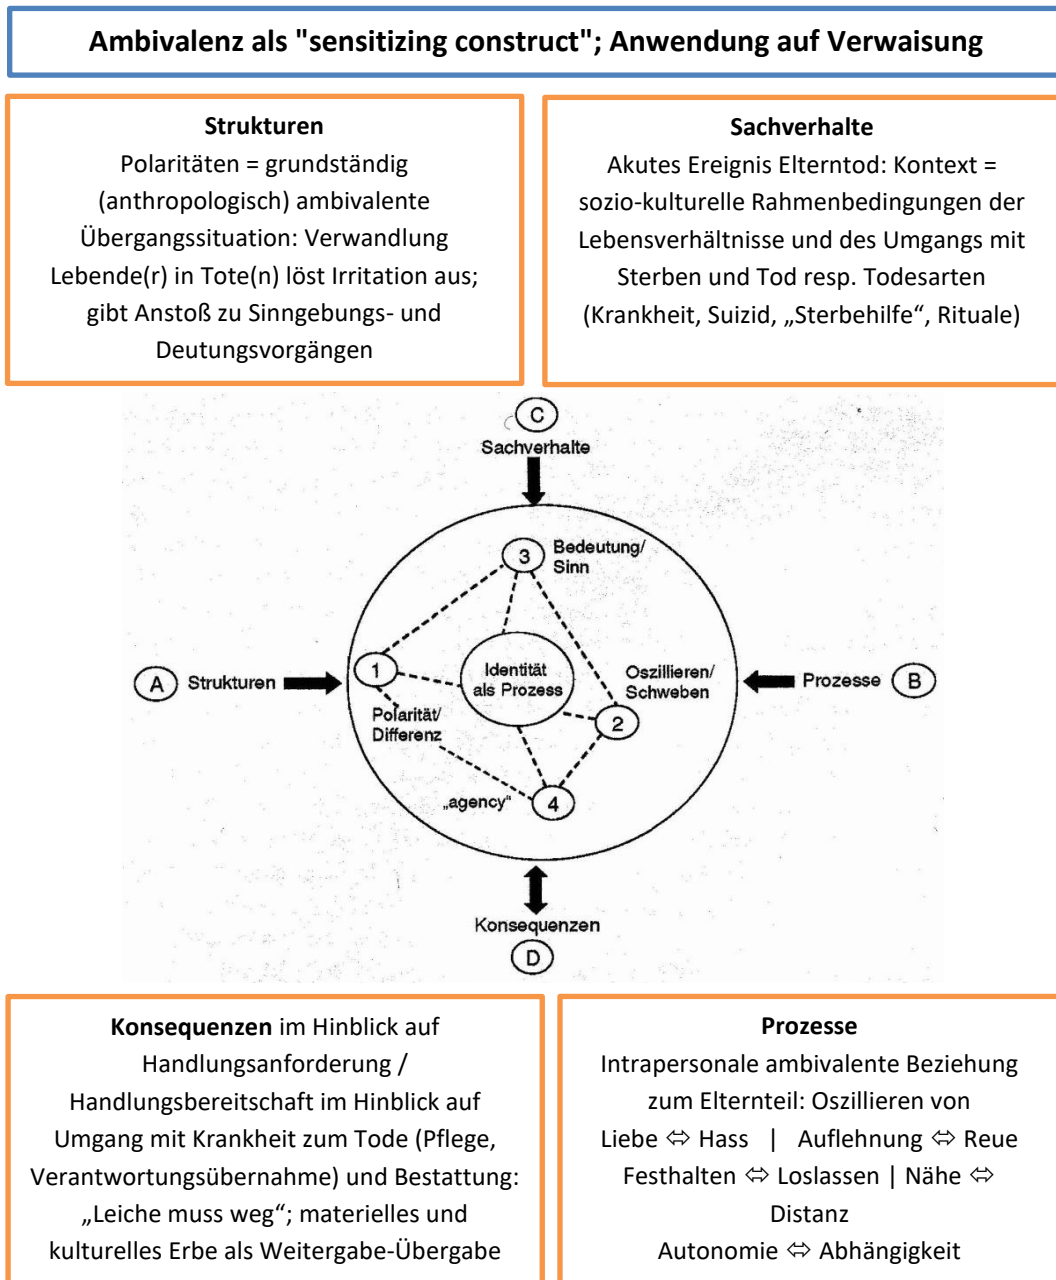 Ambivalenz als "sensitizing construct"; Anwendung auf Verwaisung
Strukturen
Polaritäten = grundständig
(anthropologisch) ambivalente
Übergangssituation: Verwandlung
Lebende(r) in Tote(n) löst Irritation aus;
gibt Anstoß zu Sinngebungs- und
Deutungsvorgängen
Sachverhalte
Akutes Ereignis Elterntod: Kontext =
sozio-kulturelle Rahmenbedingungen der
Lebensverhältnisse und des Umgangs mit
Sterben und Tod resp. Todesarten
(Krankheit, Suizid, „Sterbehilfe“, Rituale)
C
Sachverhalte
3
Bedeutung/
Sinn
1
Identität
als Prozess
Oszillieren/
Schweben
A
Strukturen
Prozesse
B
Polarität/
Differenz
2
„agency“
4
Konsequenzen
D
Konsequenzen im Hinblick auf
Handlungsanforderung /
Handlungsbereitschaft im Hinblick auf
Umgang mit Krankheit zum Tode (Pflege,
Verantwortungsübernahme) und Bestattung:
„Leiche muss weg“; materielles und
kulturelles Erbe als Weitergabe-Übergabe
Prozesse
Intrapersonale ambivalente Beziehung
zum Elternteil: Oszillieren von
Liebe ⬄ Hass | Auflehnung ⬄ Reue
Festhalten ⬄ Loslassen | Nähe ⬄
Distanz
Autonomie ⬄ Abhängigkeit